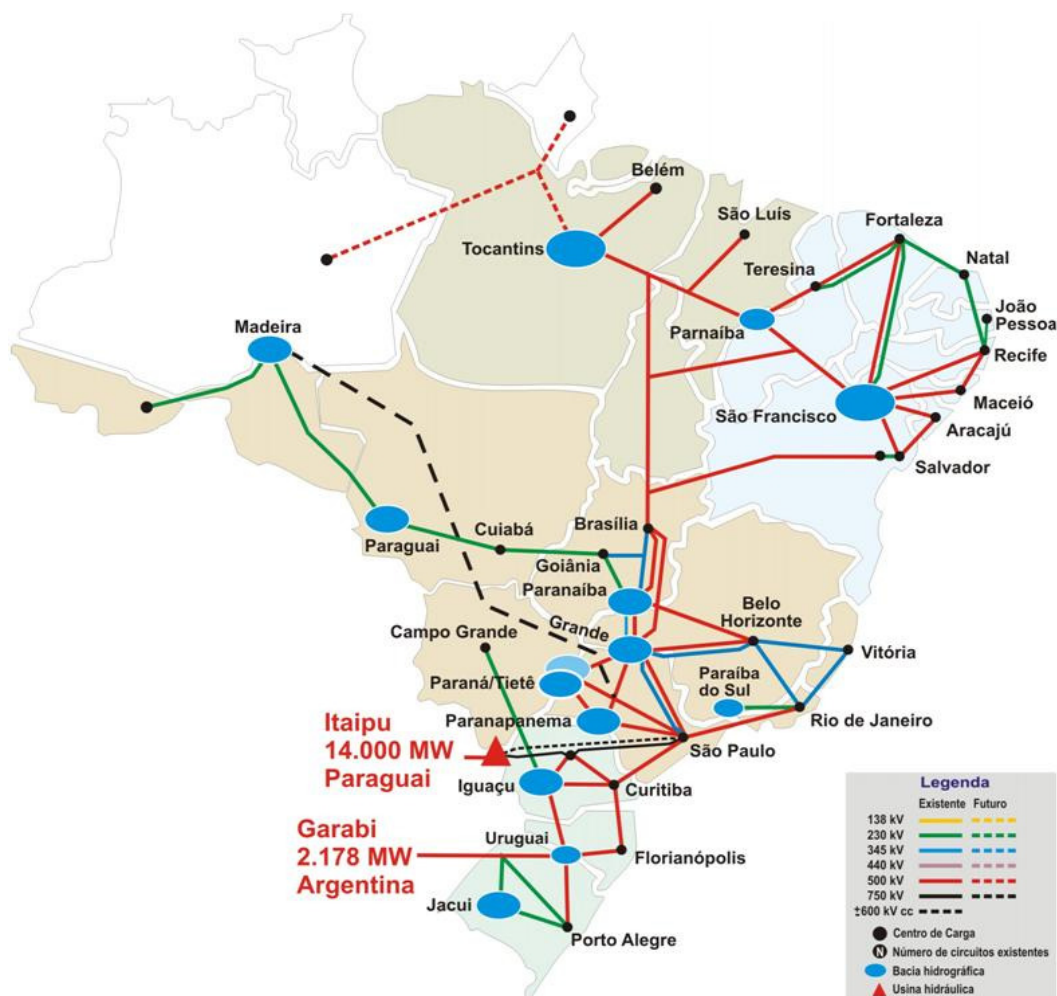 Belém
São Luís
Fortaleza
Tocantins
Teresina
Natal
João
Pessoa
Madeira
Parnaíba
Recife
São Francisco
Maceió
Aracajú
Salvador
Brasília
Cuiabá
Paraguai
Goiânia
Paranaíba
Belo
Horizonte
Grande
Campo Grande
Vitória
Paraíba
do Sul
Paraná/Tietê
Rio de Janeiro
Paranapanema
Itaipu
14.000 MW
Paraguai
São Paulo
Iguaçu
Curitiba
Garabi
2.178 MW
Argentina
Uruguai
Florianópolis
Jacui
Porto Alegre
Legenda
Existente Futuro
138 kV
230 kV
345 kV
440 kV
500 kV
750 kV
±600 kV cc
Centro de Carga
N Número de circuitos existentes
Bacia hidrográfica
Usina hidráulica